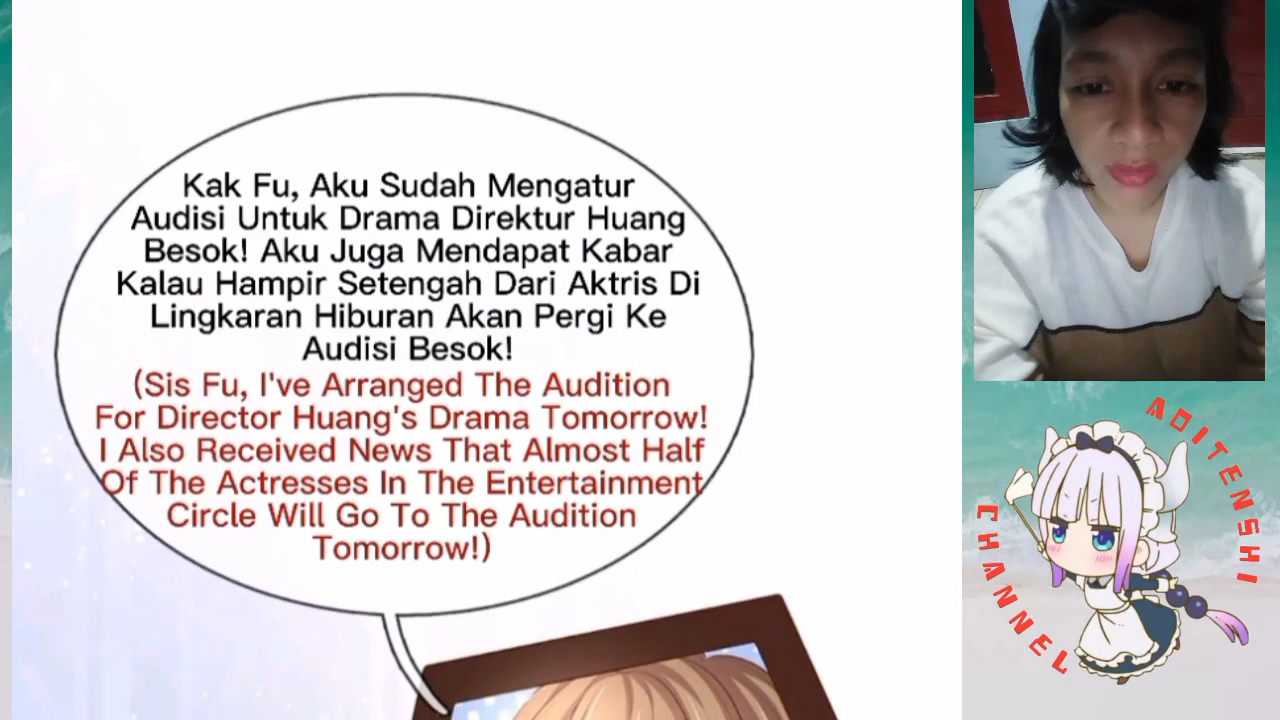 Kak Fu, Aku Sudah Mengatur
Audisi Untuk Drama Direktur Huang
Besok! Aku Juga Mendapat Kabar
Kalau Hampir Setengah Dari Aktris Di
Lingkaran Hiburan Akan Pergi Ke
Audisi Besok!
(Sis Fu, I've Arranged The Audition
For Director Huang's Drama Tomorrow!
I Also Received News That Almost Half
Of The Actresses In The Entertainment
Circle Will Go To The Audition
Tomorrow!)
ADITENSHI
CHANNEL